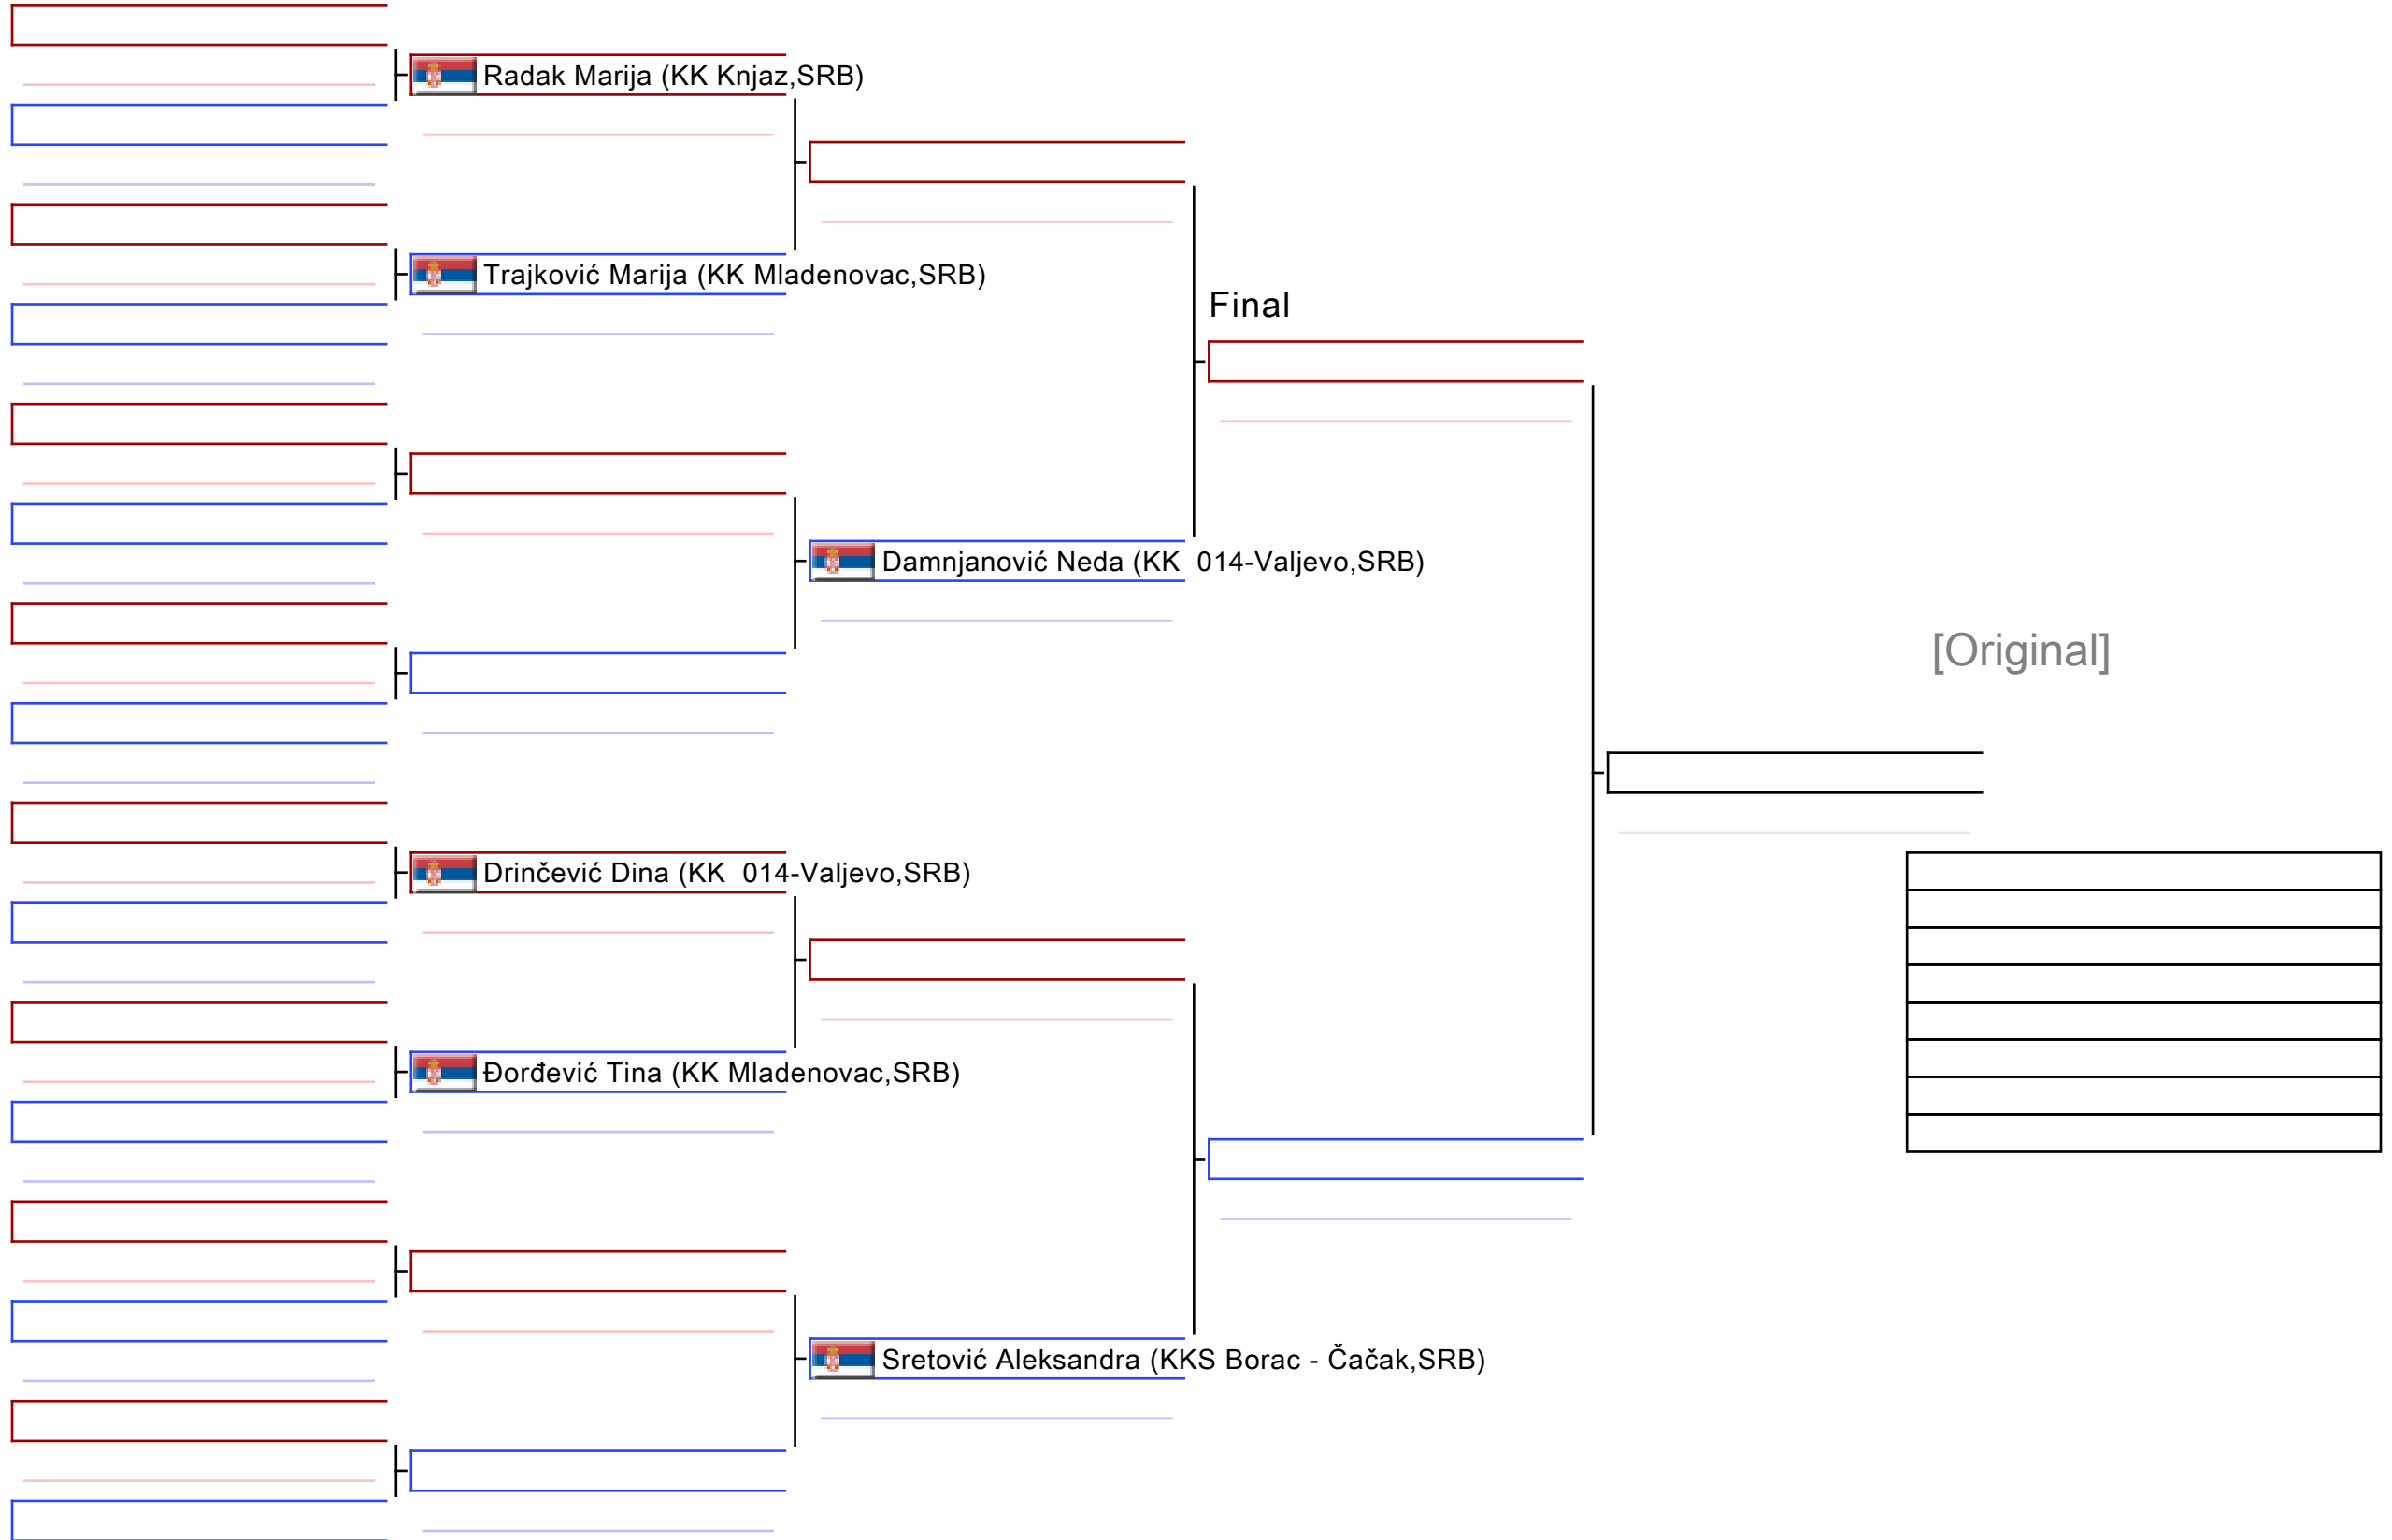 Radak Marija (KK Knjaz,SRB)
Trajković Marija (KK Mladenovac,SRB)
Final
Damnjanović Neda (KK  014-Valjevo,SRB)
[Original]
Drinčević Dina (KK  014-Valjevo,SRB)
Đorđević Tina (KK Mladenovac,SRB)
Sretović Aleksandra (KKS Borac - Čačak,SRB)